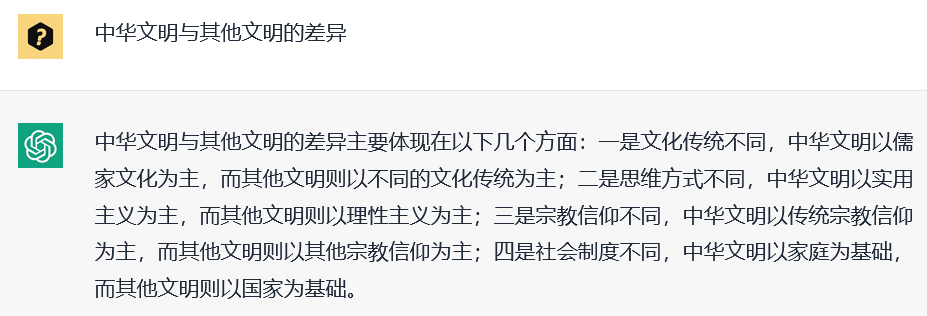 中华文明与其他文明的差异
中华文明与其他文明的差异主要体现在以下几个方面：一是文化传统不同，中华文明以儒
家文化为主，而其他文明则以不同的文化传统为主；二是思维方式不同，中华文明以实用
主义为主，而其他文明则以理性主义为主；三是宗教信仰不同，中华文明以传统宗教信仰
为主，而其他文明则以其他宗教信仰为主；四是社会制度不同，中华文明以家庭为基础，
而其他文明则以国家为基础。